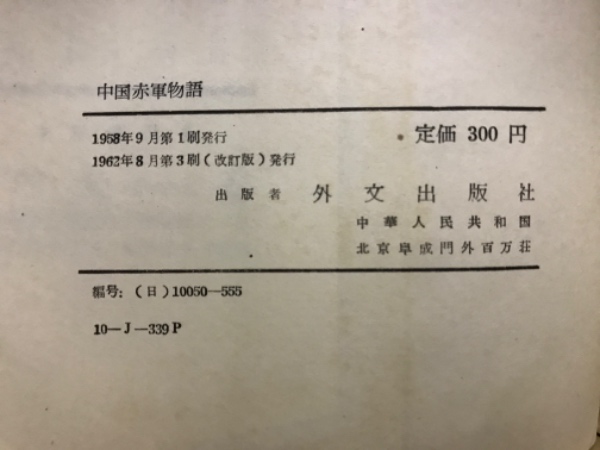 中国赤軍物語
1958年9月第1刷発行
定価 300 円
1962年8月第3刷(改訂版)発行
出版者 外文出版社
中華人民共和国
北京阜成門外百万荘
編号: (日)10050—555
10—J—339P